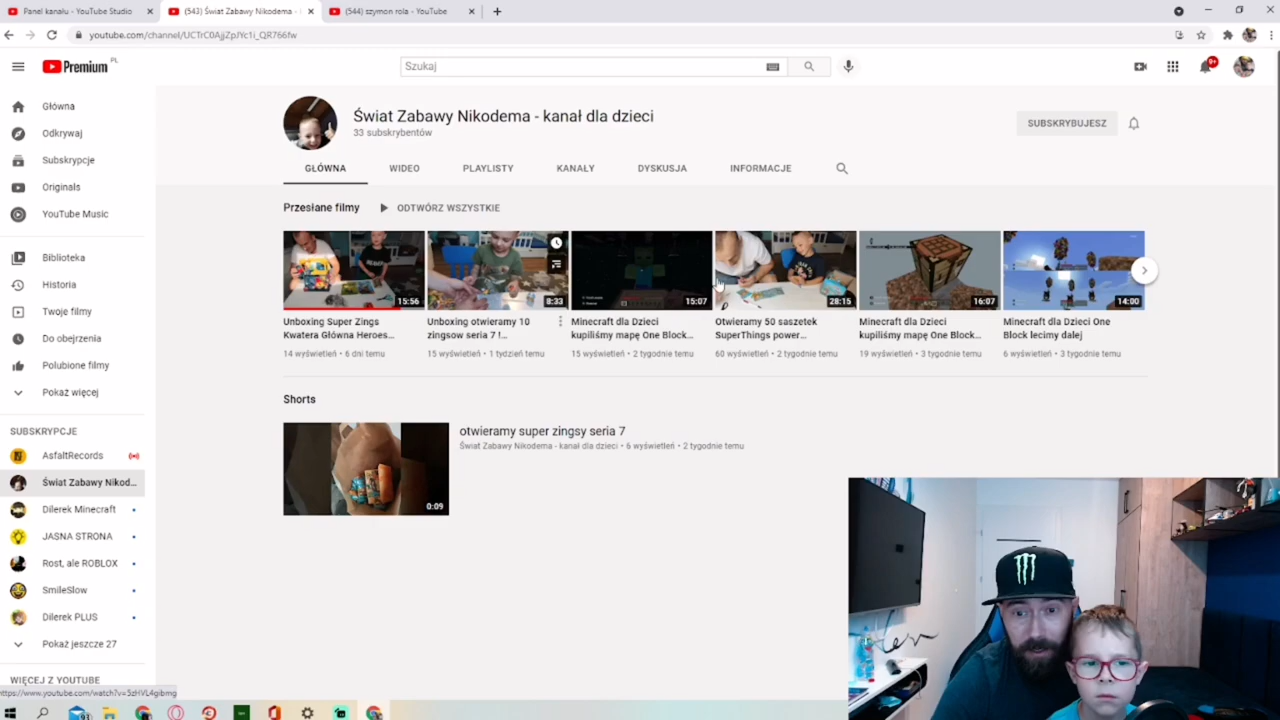 Panel kanału - YouTube Studio
(543) Świat Zabawy Nikodema -
(544) szymon rola - YouTube
youtube.com/channel/UCTrC0AjjZpJYc1i_QR766fw
Premium PL
Szukaj
9+
Główna
Odkrywaj
Subskrypcje
Originals
YouTube Music
Biblioteka
Historia
Twoje filmy
Do obejrzenia
Polubione filmy
Pokaż więcej
SUBSKRYPCJE
AsfaltRecords
Świat Zabawy Nikod...
Dilerek Minecraft
JASNA STRONA
Rost, ale ROBLOX
SmileSlow
Dilerek PLUS
Pokaż jeszcze 27
WIĘCEJ Z YOUTUBE
https://www.youtube.com/watch?v=5zHVL4gibmg
Świat Zabawy Nikodema - kanał dla dzieci
33 subskrybentów
SUBSKRYBUJESZ
GŁÓWNA WIDEO PLAYLISTY KANAŁY DYSKUSJA INFORMACJE
Przesłane filmy ODTWÓRZ WSZYSTKIE
15:56
Unboxing Super Zings
Kwatera Główna Heroes...
14 wyświetleń • 6 dni temu
8:33
Unboxing otwieramy 10
zingsow seria 7 !...
15 wyświetleń • 1 tydzień temu
15:07
Minecraft dla Dzieci
kupiliśmy mapę One Block...
15 wyświetleń • 2 tygodnie temu
28:15
Otwieramy 50 saszetek
SuperThings power...
60 wyświetleń • 2 tygodnie temu
16:07
Minecraft dla Dzieci
kupiliśmy mapę One Block...
19 wyświetleń • 3 tygodnie temu
14:00
Minecraft dla Dzieci One
Block lecimy dalej
6 wyświetleń • 3 tygodnie temu
Shorts
0:09
otwieramy super zingsy seria 7
Świat Zabawy Nikodema - kanał dla dzieci • 6 wyświetleń • 2 tygodnie temu